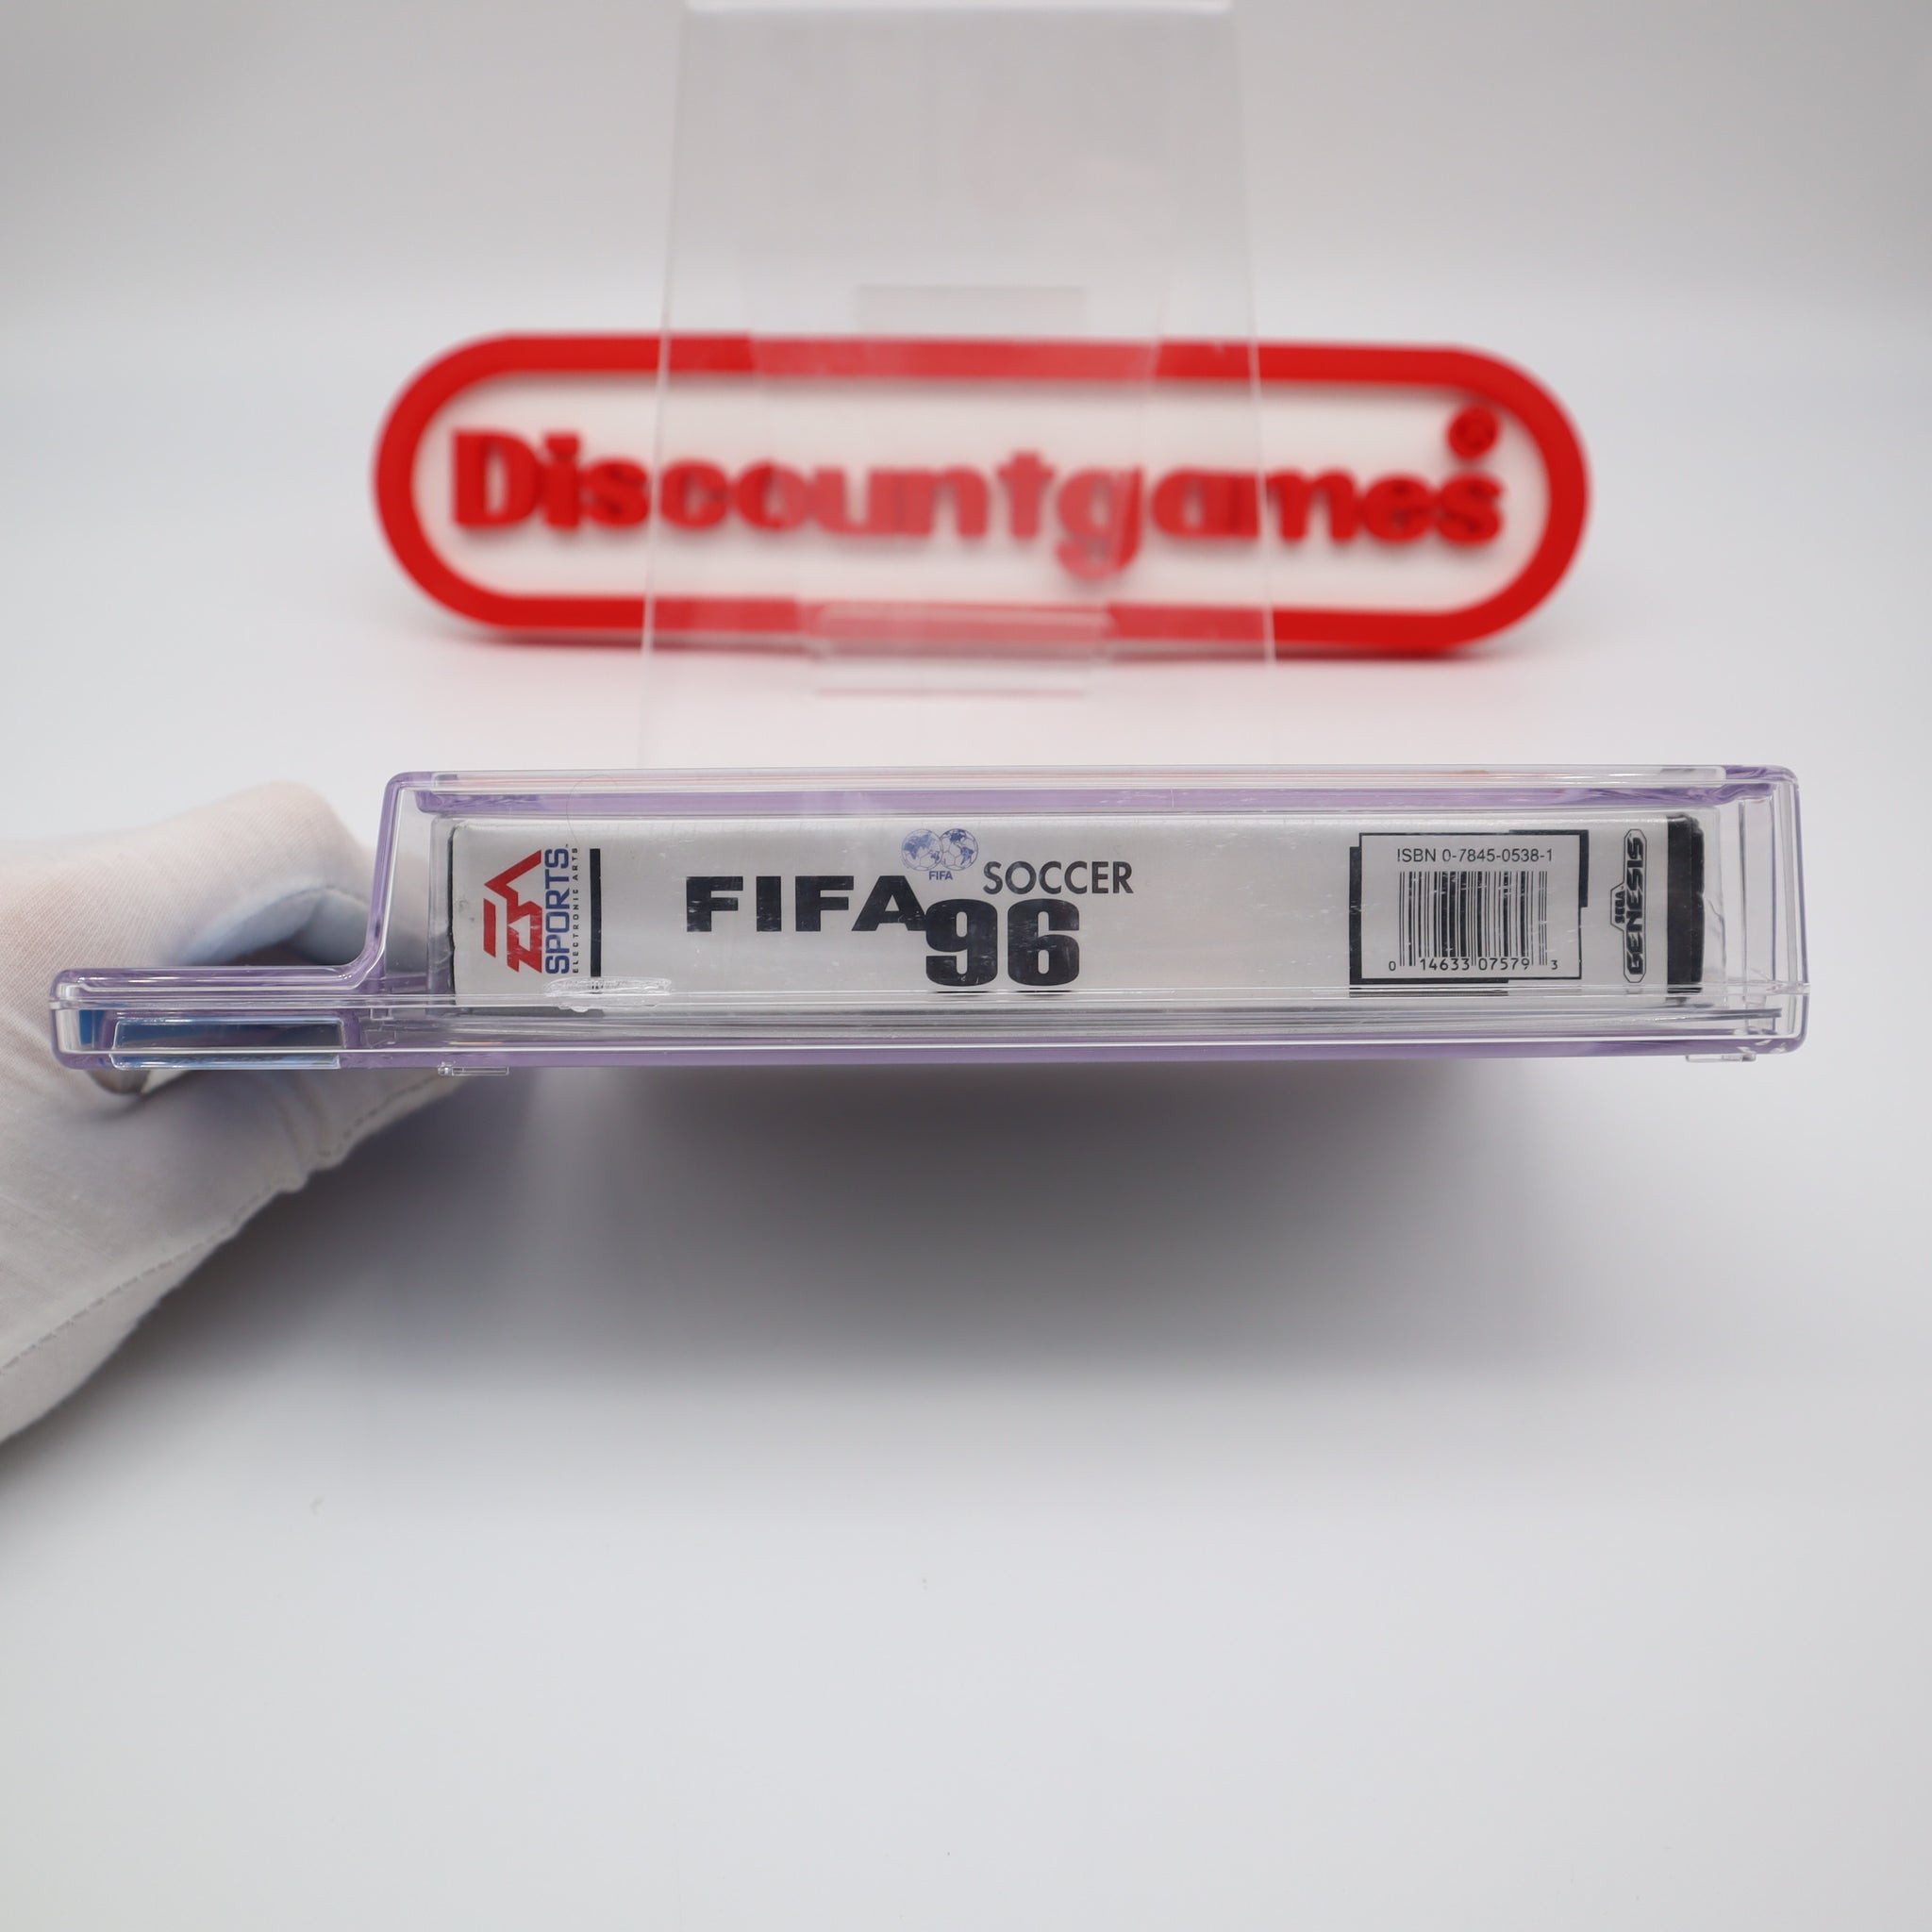 Discountgames
EA
SPORTS
ELECTRONIC ARTS
FIFA
FIFA SOCCER
96
ISBN 0-7845-0538-1
0 14633 07579 3
SEGA
GENESIS